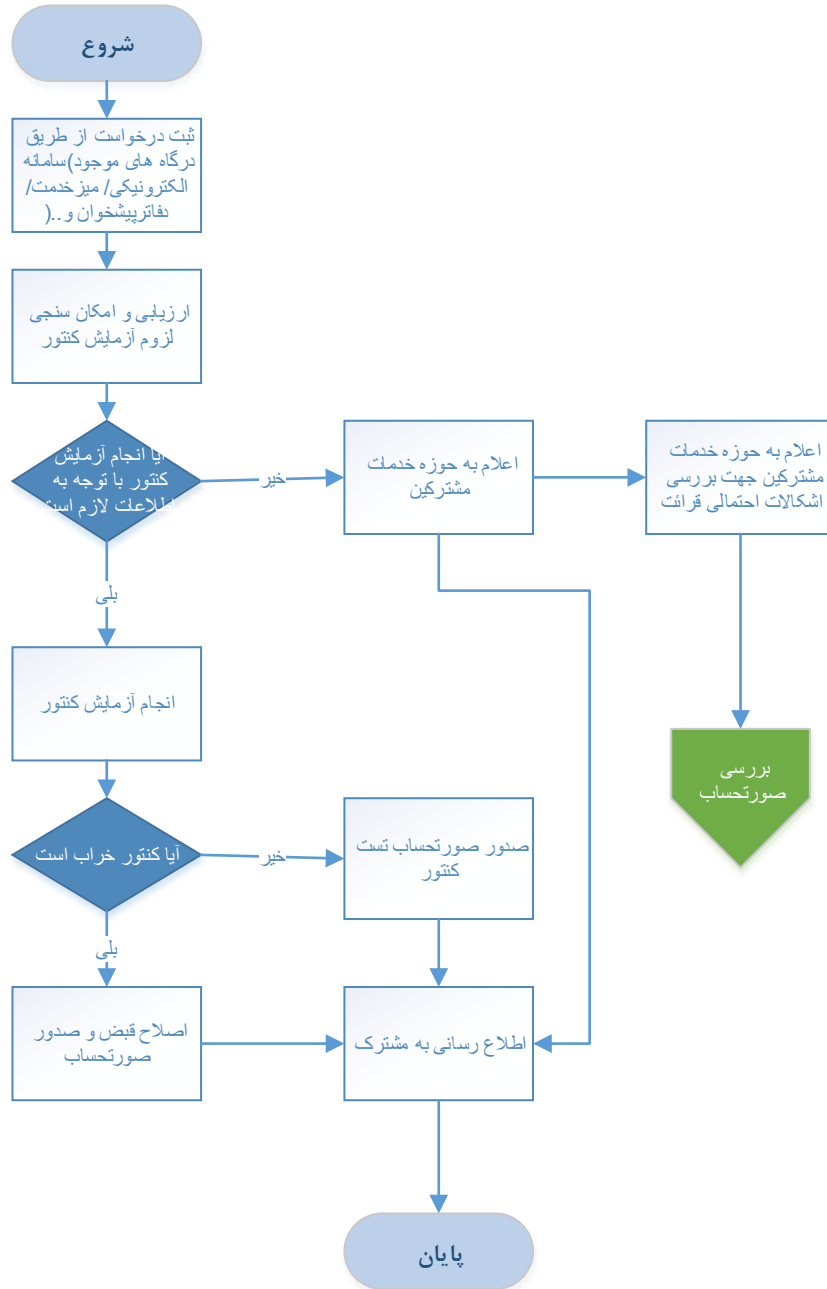 شروع
ثبت درخواست از طریق
درگاه های موجود)سامانه
الکترونیکی/ میزخدمت/
دفاترپیشخوان و..(
ارزیابی و امکان سنجی
لزوم آزمایش کنتور
آیا انجام آزمایش
کنتور با توجه به
اطلاعات لازم است
خیر
اعلام به حوزه خدمات
مشترکین
اعلام به حوزه خدمات
مشترکین جهت بررسی
اشکالات احتمالی قرائت
بلی
انجام آزمایش کنتور
بررسی
صورتحساب
آیا کنتور خراب است
خیر
صدور صورتحساب تست
کنتور
بلی
اصلاح قبض و صدور
صورتحساب
اطلاع رسانی به مشترک
پایان